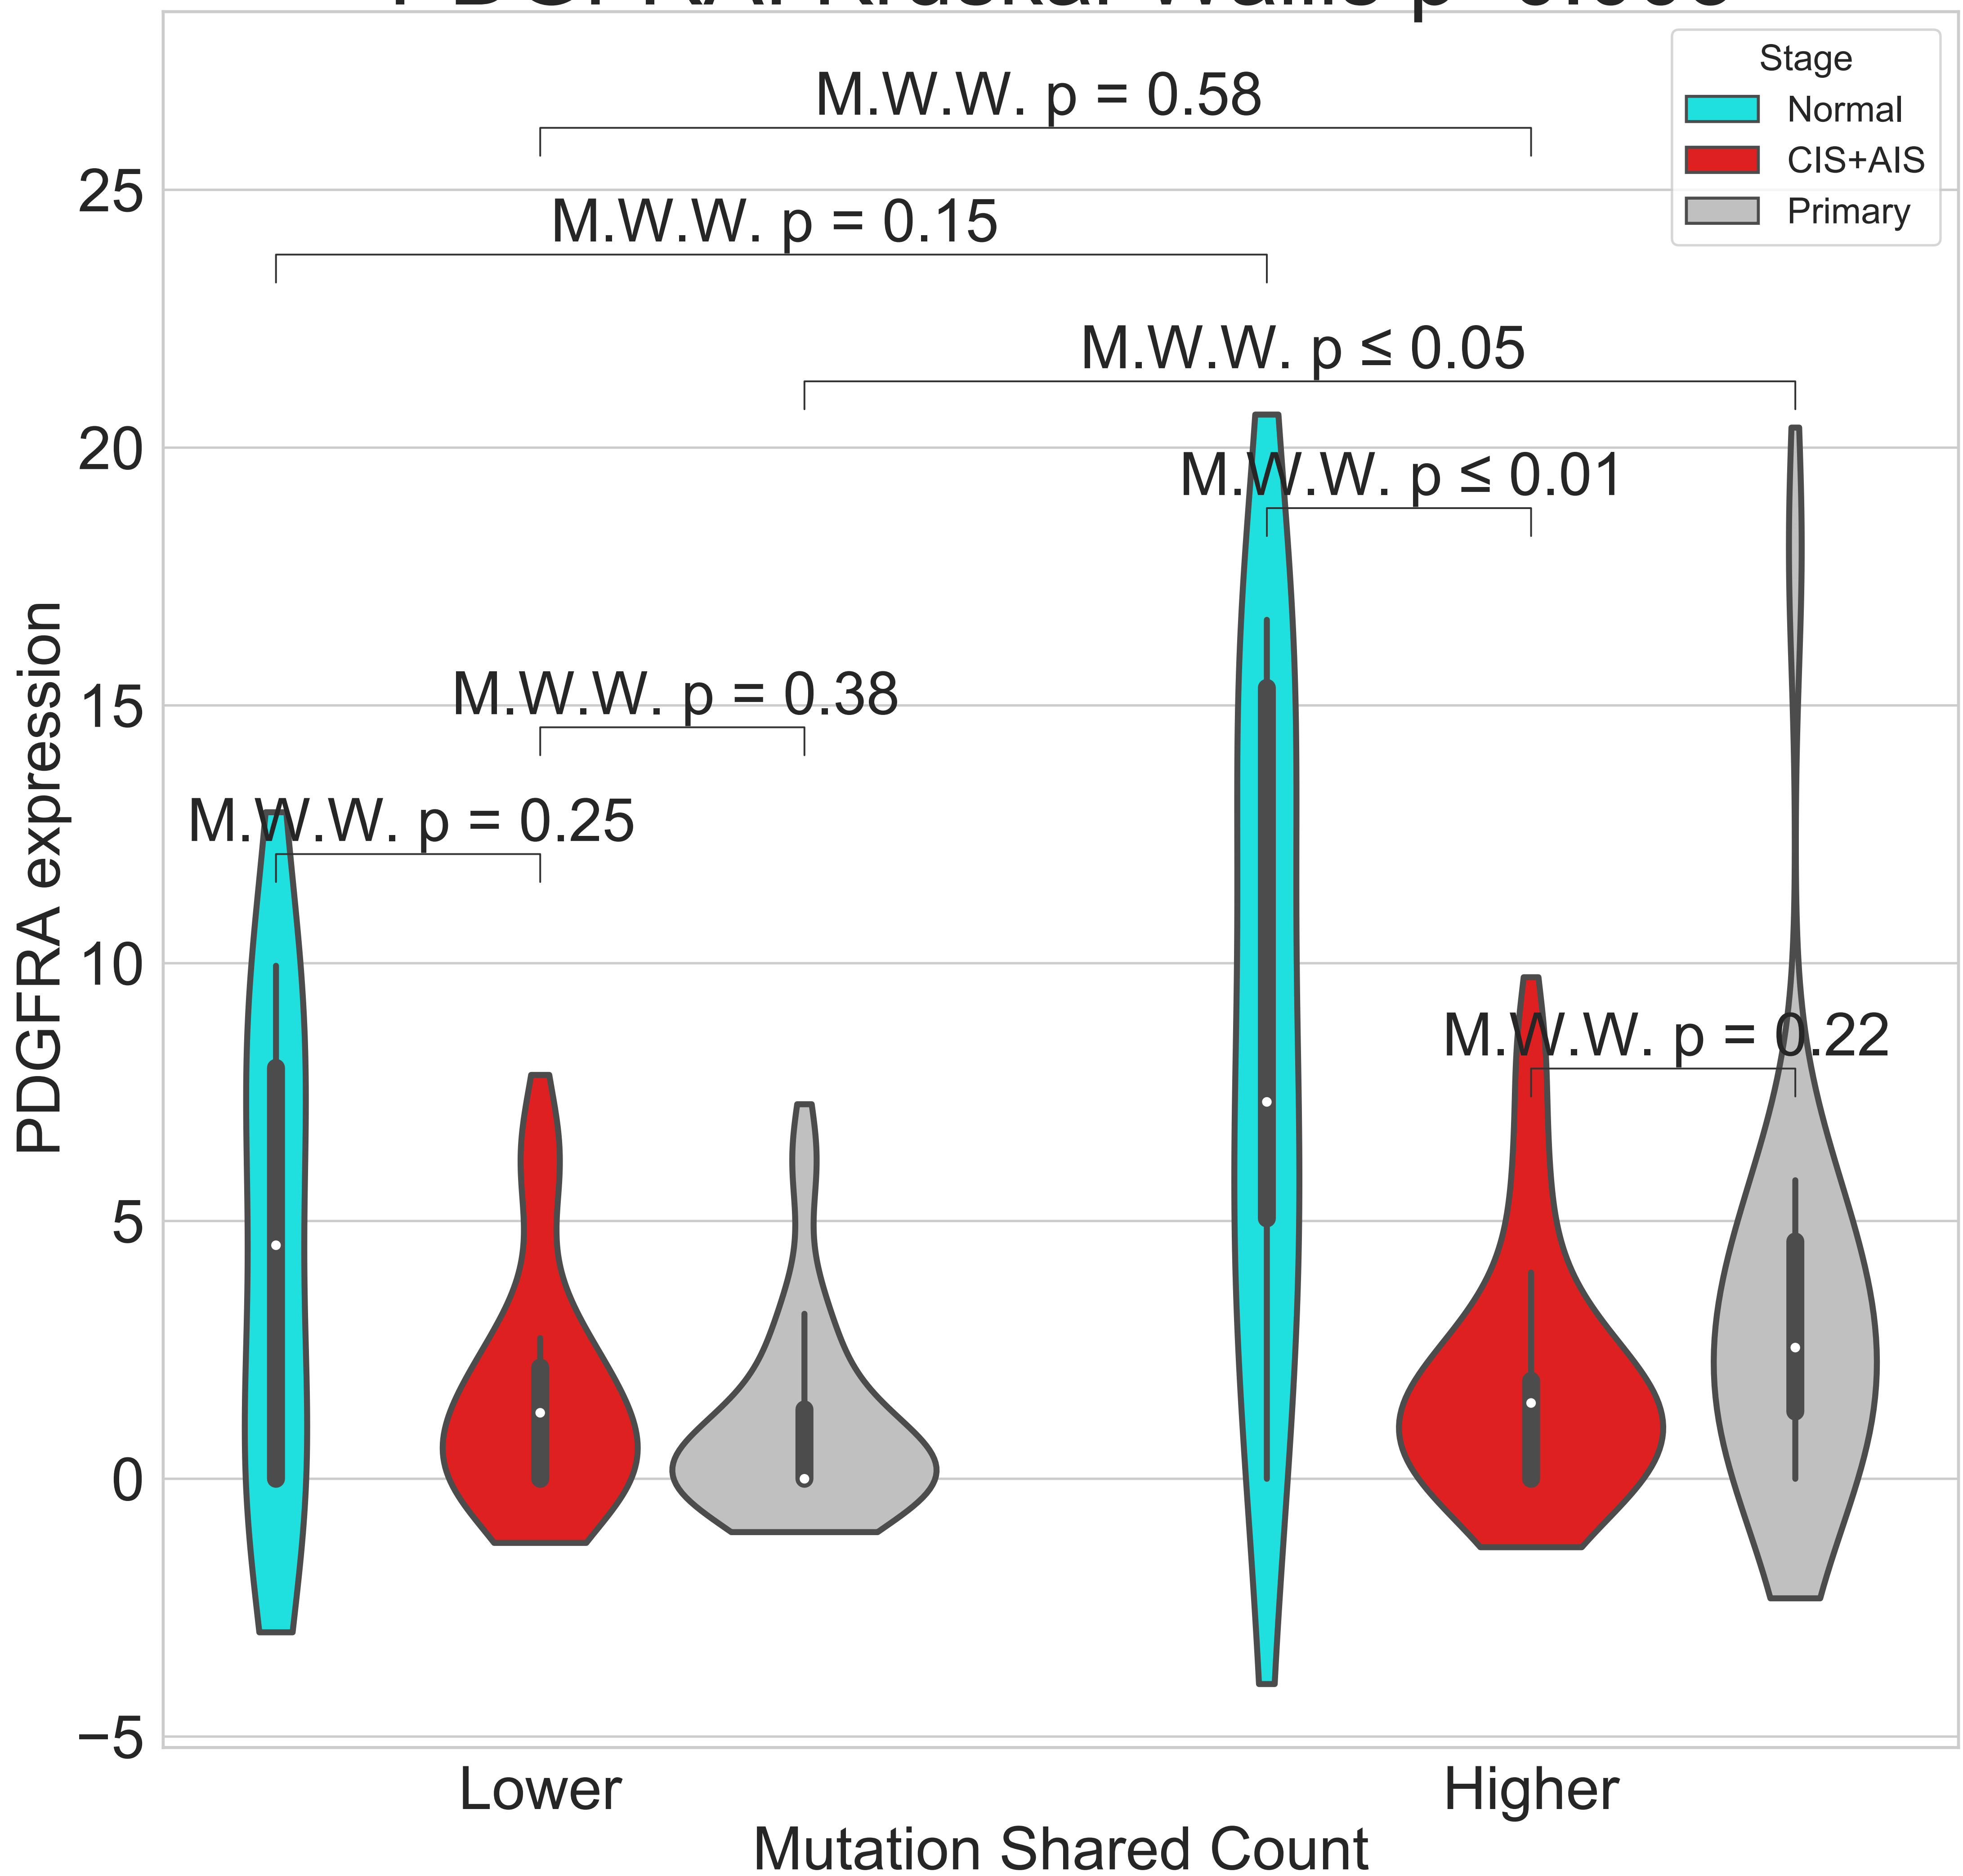 Stage
Normal
CIS+AIS
Primary
M.W.W. p = 0.58
M.W.W. p = 0.15
M.W.W. p ≤ 0.05
M.W.W. p ≤ 0.01
M.W.W. p = 0.38
M.W.W. p = 0.25
M.W.W. p = 0.22
PDGFRA expression
25
20
15
10
5
0
−5
Lower
Higher
Mutation Shared Count